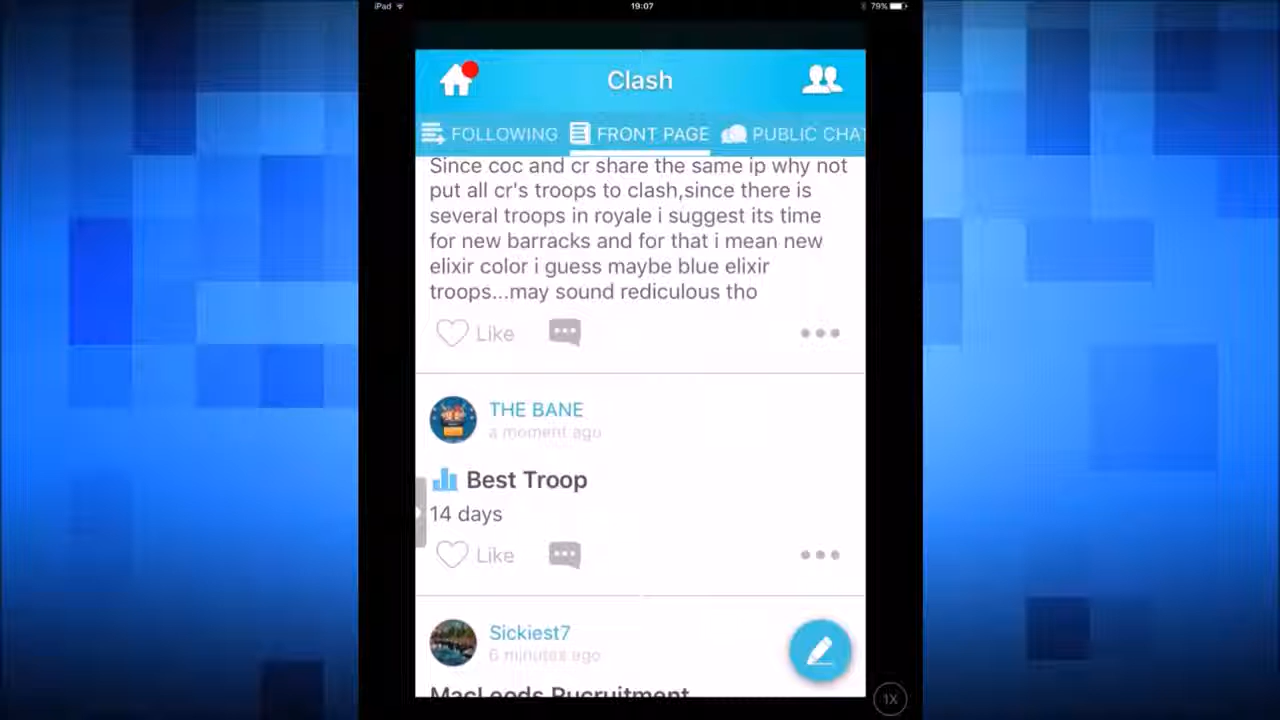 iPad
19:07
79%
Clash
FOLLOWING
FRONT PAGE
PUBLIC CHAT
Since coc and cr share the same ip why not
put all cr's troops to clash,since there is
several troops in royale i suggest its time
for new barracks and for that i mean new
elixir color i guess maybe blue elixir
troops...may sound rediculous tho
Like
THE BANE
a moment ago
Best Troop
14 days
Like
Sickiest7
6 minutes ago
MacLeods Rucruitment
1X